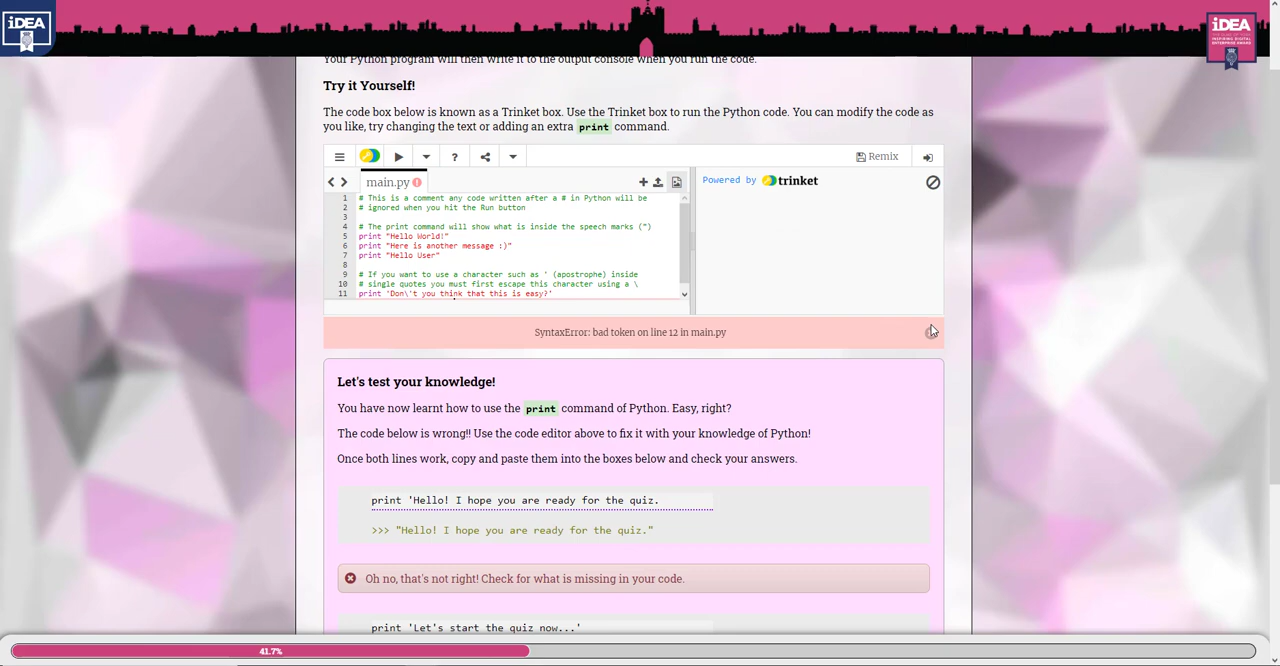 iDEA
iDEA
INSPIRING DIGITAL
ENTERPRISE AWARD
Your Python program will then write it to the output console when you run the code.
Try it Yourself!
The code box below is known as a Trinket box. Use the Trinket box to run the Python code. You can modify the code as
you like, try changing the text or adding an extra print command.
? Remix
main.py
Powered by trinket
1 # This is a comment any code written after a # in Python will be
2 # ignored when you hit the Run button
3
4 # The print command will show what is inside the speech marks (")
5 print "Hello World!"
6 print "Here is another message :)"
7 print "Hello User"
8
9 # If you want to use a character such as ' (apostrophe) inside
10 # single quotes you must first escape this character using a \
11 print 'Don\'t you think that this is easy?'
SyntaxError: bad token on line 12 in main.py
Let's test your knowledge!
You have now learnt how to use the print command of Python. Easy, right?
The code below is wrong!! Use the code editor above to fix it with your knowledge of Python!
Once both lines work, copy and paste them into the boxes below and check your answers.
print 'Hello! I hope you are ready for the quiz.
>>> "Hello! I hope you are ready for the quiz."
Oh no, that's not right! Check for what is missing in your code.
print 'Let's start the quiz now...'
41.7%